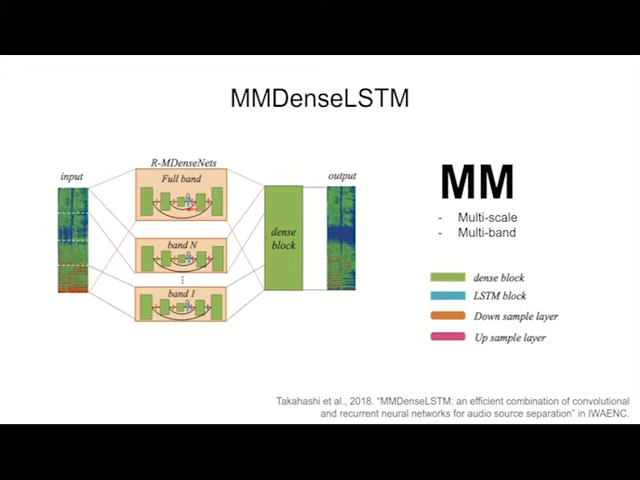 MMDenseLSTM
R-MDenseNets
input
Full band
output
MM
- Multi-scale
- Multi-band
dense
block
band N
band 1
dense block
LSTM block
Down sample layer
Up sample layer
Takahashi et al., 2018. "MMDenseLSTM: an efficient combination of convolutional
and recurrent neural networks for audio source separation" in IWAENC.